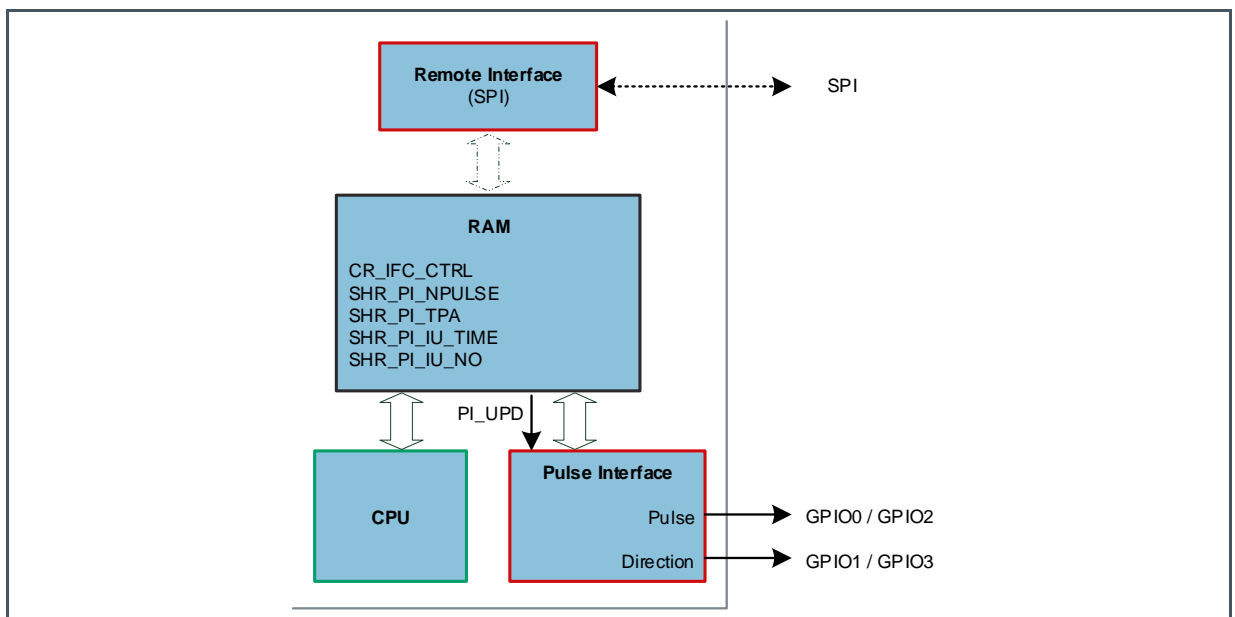 Remote Interface
(SPI)
SPI
RAM
CR_IFC_CTRL
SHR_PI_NPULSE
SHR_PI_TPA
SHR_PI_IU_TIME
SHR_PI_IU_NO
PI_UPD
Pulse Interface
CPU
Pulse
GPIO0 / GPIO2
Direction
GPIO1 / GPIO3